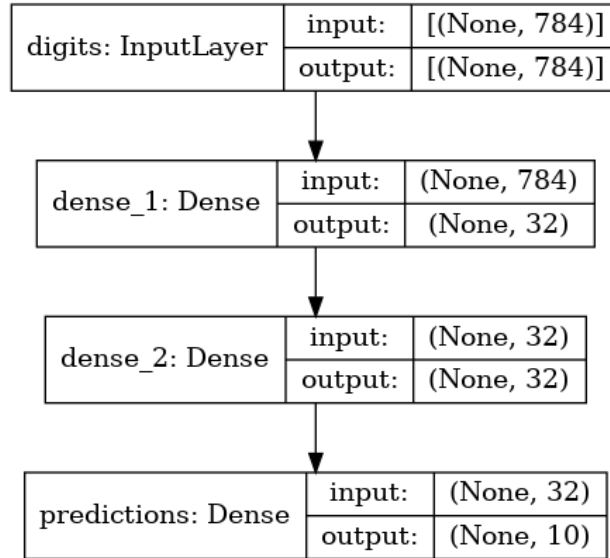 digits: InputLayer
input: [(None, 784)]
output: [(None, 784)]
dense_1: Dense
input: (None, 784)
output: (None, 32)
dense_2: Dense
input: (None, 32)
output: (None, 32)
predictions: Dense
input: (None, 32)
output: (None, 10)